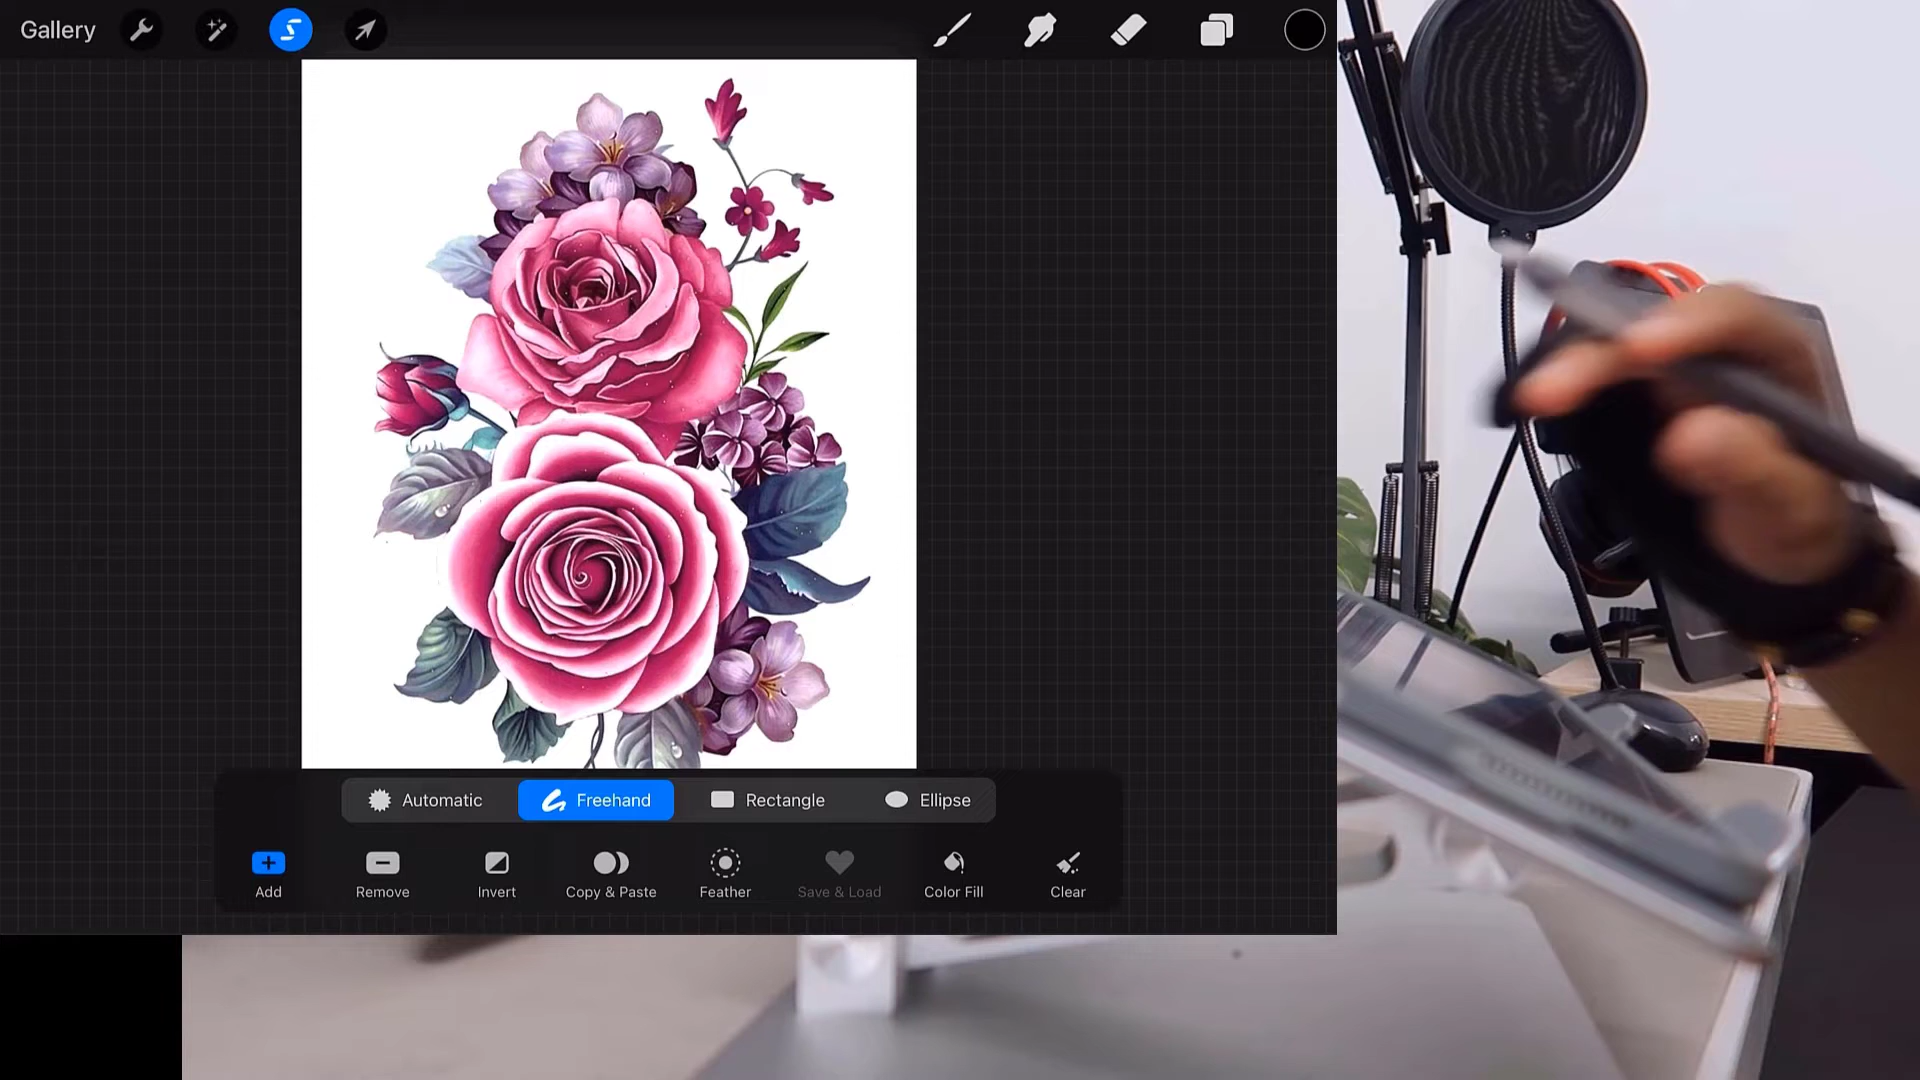 Gallery
Automatic Freehand Rectangle Ellipse
Add Remove Invert Copy & Paste Feather Save & Load Color Fill Clear